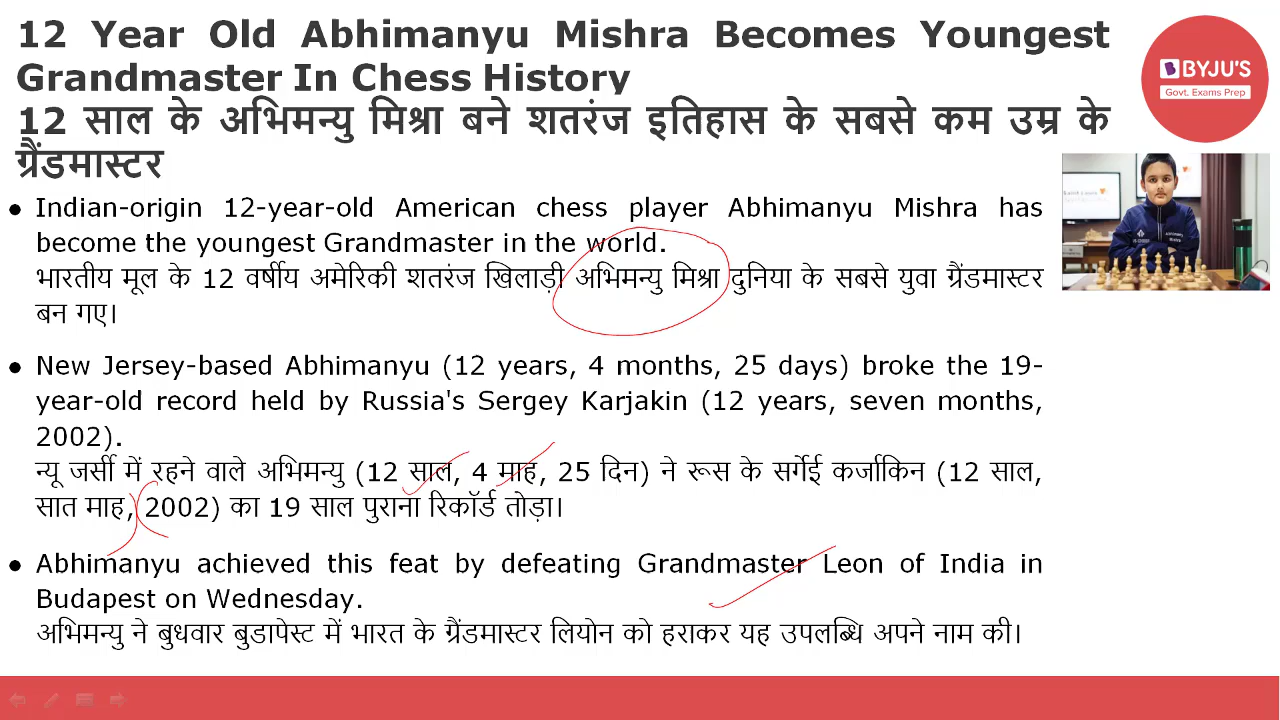 12 Year Old Abhimanyu Mishra Becomes Youngest
Grandmaster In Chess History
12 साल के अभिमन्यु मिश्रा बने शतरंज इतिहास के सबसे कम उम्र के
ग्रैंडमास्टर
BYJU'S
Govt. Exams Prep
• Indian-origin 12-year-old American chess player Abhimanyu Mishra has
become the youngest Grandmaster in the world.
भारतीय मूल के 12 वर्षीय अमेरिकी शतरंज खिलाड़ी अभिमन्यु मिश्रा दुनिया के सबसे युवा ग्रैंडमास्टर
बन गए।
• New Jersey-based Abhimanyu (12 years, 4 months, 25 days) broke the 19-
year-old record held by Russia's Sergey Karjakin (12 years, seven months,
2002).
न्यू जर्सी में रहने वाले अभिमन्यु (12 साल, 4 माह, 25 दिन) ने रूस के सर्गेई कर्जाकिन (12 साल,
सात माह, 2002) का 19 साल पुराना रिकॉर्ड तोड़ा।
• Abhimanyu achieved this feat by defeating Grandmaster Leon of India in
Budapest on Wednesday.
अभिमन्यु ने बुधवार बुडापेस्ट में भारत के ग्रैंडमास्टर लियोन को हराकर यह उपलब्धि अपने नाम की।